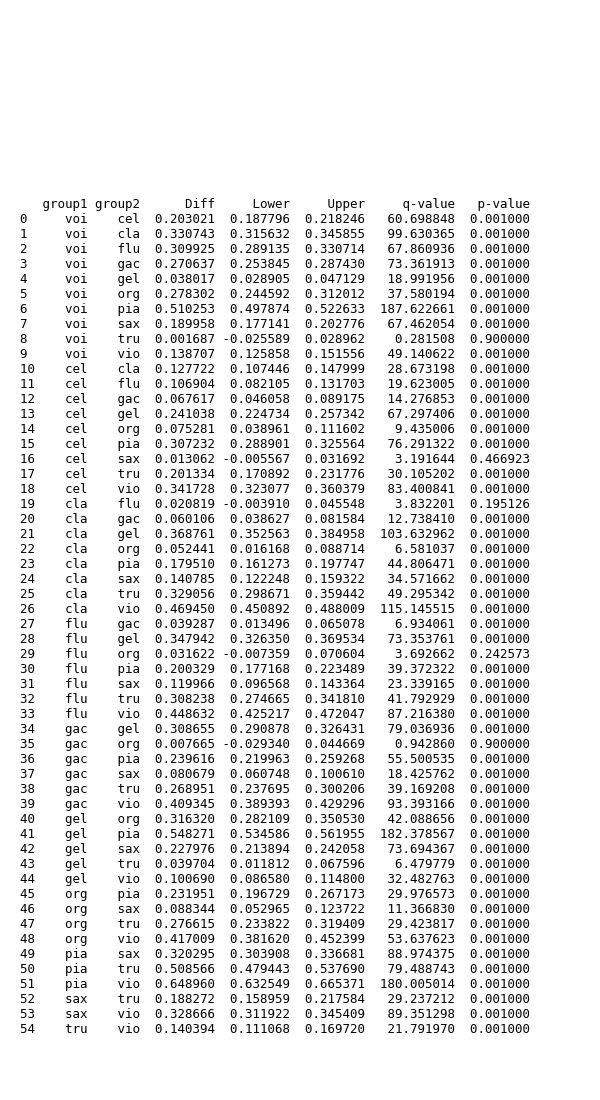 group1 group2 Diff Lower Upper q-value p-value
0 voi cel 0.203021 0.187796 0.218246 60.698848 0.001000
1 voi cla 0.330743 0.315632 0.345855 99.630365 0.001000
2 voi flu 0.309925 0.289135 0.330714 67.860936 0.001000
3 voi gac 0.270637 0.253845 0.287430 73.361913 0.001000
4 voi gel 0.038017 0.028905 0.047129 18.991956 0.001000
5 voi org 0.278302 0.244592 0.312012 37.580194 0.001000
6 voi pia 0.510253 0.497874 0.522633 187.622661 0.001000
7 voi sax 0.189958 0.177141 0.202776 67.462054 0.001000
8 voi tru 0.001687 -0.025589 0.028962 0.281508 0.900000
9 voi vio 0.138707 0.125858 0.151556 49.140622 0.001000
10 cel cla 0.127722 0.107446 0.147999 28.673198 0.001000
11 cel flu 0.106904 0.082105 0.131703 19.623005 0.001000
12 cel gac 0.067617 0.046058 0.089175 14.276853 0.001000
13 cel gel 0.241038 0.224734 0.257342 67.297406 0.001000
14 cel org 0.075281 0.038961 0.111602 9.435006 0.001000
15 cel pia 0.307232 0.288901 0.325564 76.291322 0.001000
16 cel sax 0.013062 -0.005567 0.031692 3.191644 0.466923
17 cel tru 0.201334 0.170892 0.231776 30.105202 0.001000
18 cel vio 0.341728 0.323077 0.360379 83.400841 0.001000
19 cla flu 0.020819 -0.003910 0.045548 3.832201 0.195126
20 cla gac 0.060106 0.038627 0.081584 12.738410 0.001000
21 cla gel 0.368761 0.352563 0.384958 103.632962 0.001000
22 cla org 0.052441 0.016168 0.088714 6.581037 0.001000
23 cla pia 0.179510 0.161273 0.197747 44.806471 0.001000
24 cla sax 0.140785 0.122248 0.159322 34.571662 0.001000
25 cla tru 0.329056 0.298671 0.359442 49.295342 0.001000
26 cla vio 0.469450 0.450892 0.488009 115.145515 0.001000
27 flu gac 0.039287 0.013496 0.065078 6.934061 0.001000
28 flu gel 0.347942 0.326350 0.369534 73.353761 0.001000
29 flu org 0.031622 -0.007359 0.070604 3.692662 0.242573
30 flu pia 0.200329 0.177168 0.223489 39.372322 0.001000
31 flu sax 0.119966 0.096568 0.143364 23.339165 0.001000
32 flu tru 0.308238 0.274665 0.341810 41.792929 0.001000
33 flu vio 0.448632 0.425217 0.472047 87.216380 0.001000
34 gac gel 0.308655 0.290878 0.326431 79.036936 0.001000
35 gac org 0.007665 -0.029340 0.044669 0.942860 0.900000
36 gac pia 0.239616 0.219963 0.259268 55.500535 0.001000
37 gac sax 0.080679 0.060748 0.100610 18.425762 0.001000
38 gac tru 0.268951 0.237695 0.300206 39.169208 0.001000
39 gac vio 0.409345 0.389393 0.429296 93.393166 0.001000
40 gel org 0.316320 0.282109 0.350530 42.088656 0.001000
41 gel pia 0.548271 0.534586 0.561955 182.378567 0.001000
42 gel sax 0.227976 0.213894 0.242058 73.694367 0.001000
43 gel tru 0.039704 0.011812 0.067596 6.479779 0.001000
44 gel vio 0.100690 0.086580 0.114800 32.482763 0.001000
45 org pia 0.231951 0.196729 0.267173 29.976573 0.001000
46 org sax 0.088344 0.052965 0.123722 11.366830 0.001000
47 org tru 0.276615 0.233822 0.319409 29.423817 0.001000
48 org vio 0.417009 0.381620 0.452399 53.637623 0.001000
49 pia sax 0.320295 0.303908 0.336681 88.974375 0.001000
50 pia tru 0.508566 0.479443 0.537690 79.488743 0.001000
51 pia vio 0.648960 0.632549 0.665371 180.005014 0.001000
52 sax tru 0.188272 0.158959 0.217584 29.237212 0.001000
53 sax vio 0.328666 0.311922 0.345409 89.351298 0.001000
54 tru vio 0.140394 0.111068 0.169720 21.791970 0.001000